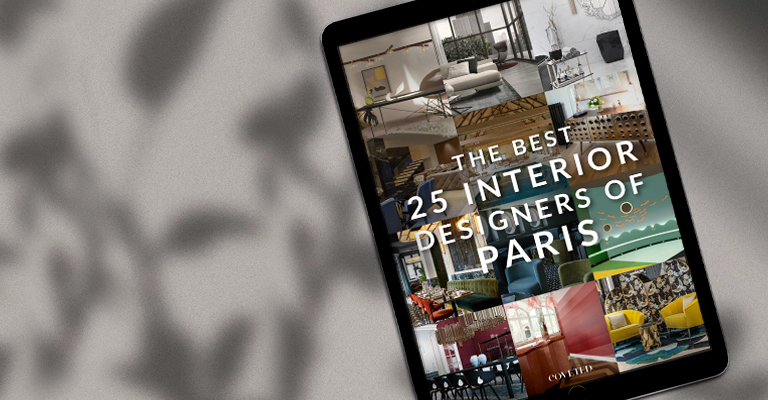 THE BEST
25 INTERIOR
DESIGNERS OF
PARIS
COVETED